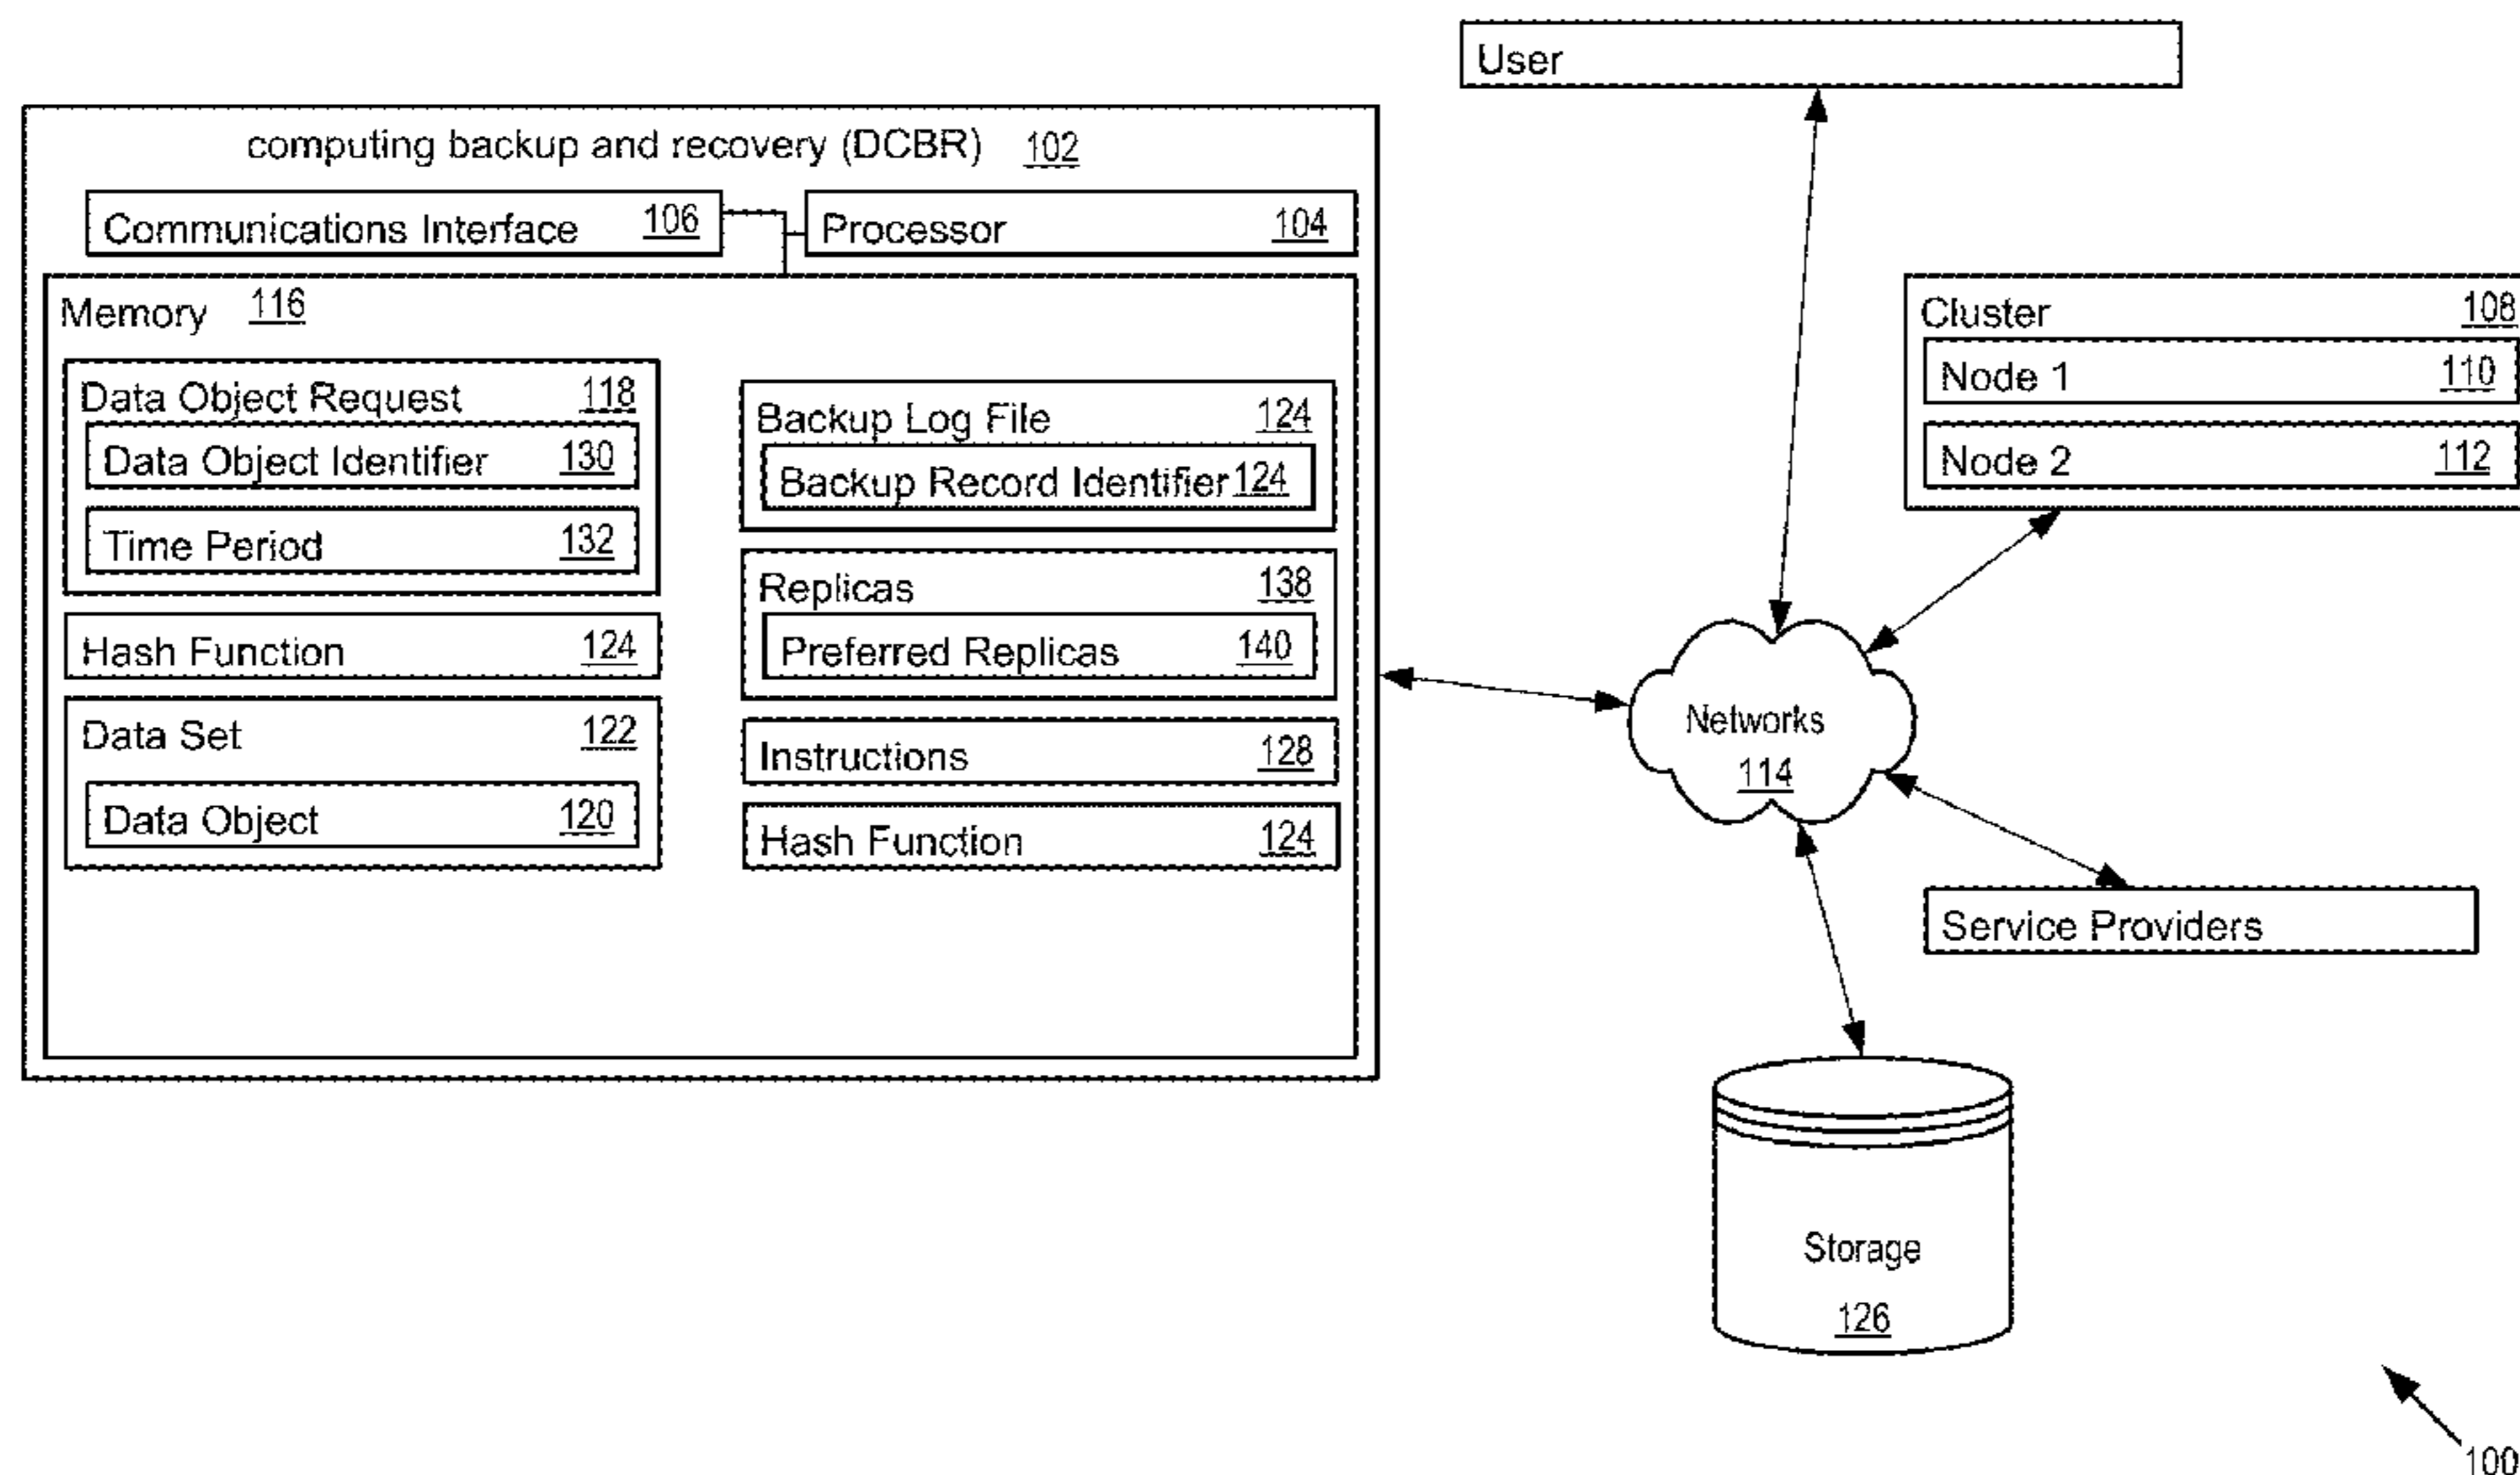 User
computing backup and recovery (DCBR) 102
Communications Interface 106
Processor 104
Memory 116
Data Object Request 118
Data Object Identifier 130
Time Period 132
Hash Function 124
Data Set 122
Data Object 120
Backup Log File 124
Backup Record Identifier 124
Replicas 138
Preferred Replicas 140
Instructions 128
Hash Function 124
Cluster 108
Node 1 110
Node 2 112
Networks
114
Service Providers
Storage
126
100